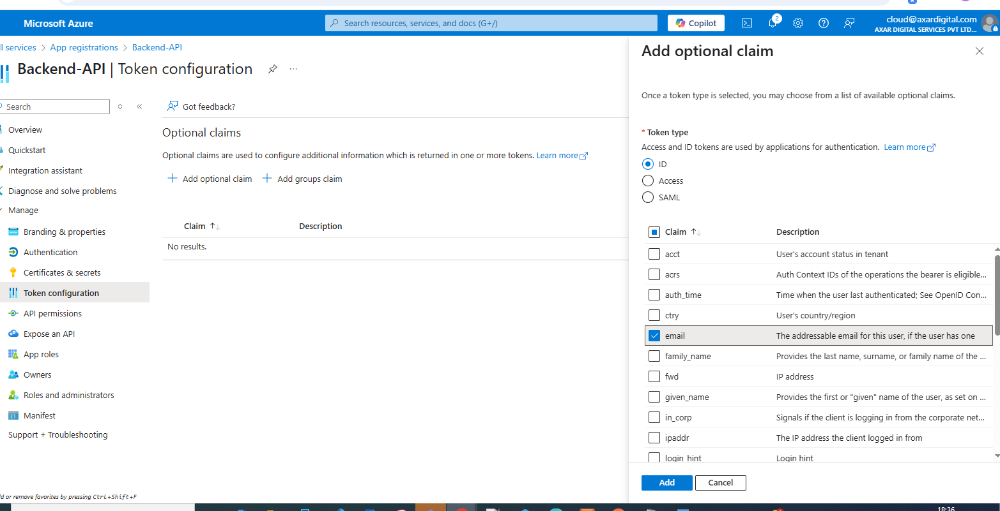 Microsoft Azure
Search resources, services, and docs (G+/)
Copilot
2
cloud@axardigital.com
AXAR DIGITAL SERVICES PVT LTD...
services > App registrations > Backend-API
Backend-API | Token configuration
...
Search
Overview
Quickstart
Integration assistant
Diagnose and solve problems
Manage
Branding & properties
Authentication
Certificates & secrets
Token configuration
API permissions
Expose an API
App roles
Owners
Roles and administrators
Manifest
Support + Troubleshooting
or remove favorites by pressing Ctrl+Shift+F
Got feedback?
Optional claims
Optional claims are used to configure additional information which is returned in one or more tokens. Learn more
Add optional claim
Add groups claim
Claim Description
No results.
Add optional claim
Once a token type is selected, you may choose from a list of available optional claims.
* Token type
Access and ID tokens are used by applications for authentication. Learn more
ID
Access
SAML
Claim Description
acct User's account status in tenant
acrs Auth Context IDs of the operations the bearer is eligible...
auth_time Time when the user last authenticated; See OpenID Con...
ctry User's country/region
email The addressable email for this user, if the user has one
family_name Provides the last name, surname, or family name of the ...
fwd IP address
given_name Provides the first or "given" name of the user, as set on ...
in_corp Signals if the client is logging in from the corporate net...
ipaddr The IP address the client logged in from
login_hint Login hint
Add
Cancel
18:36